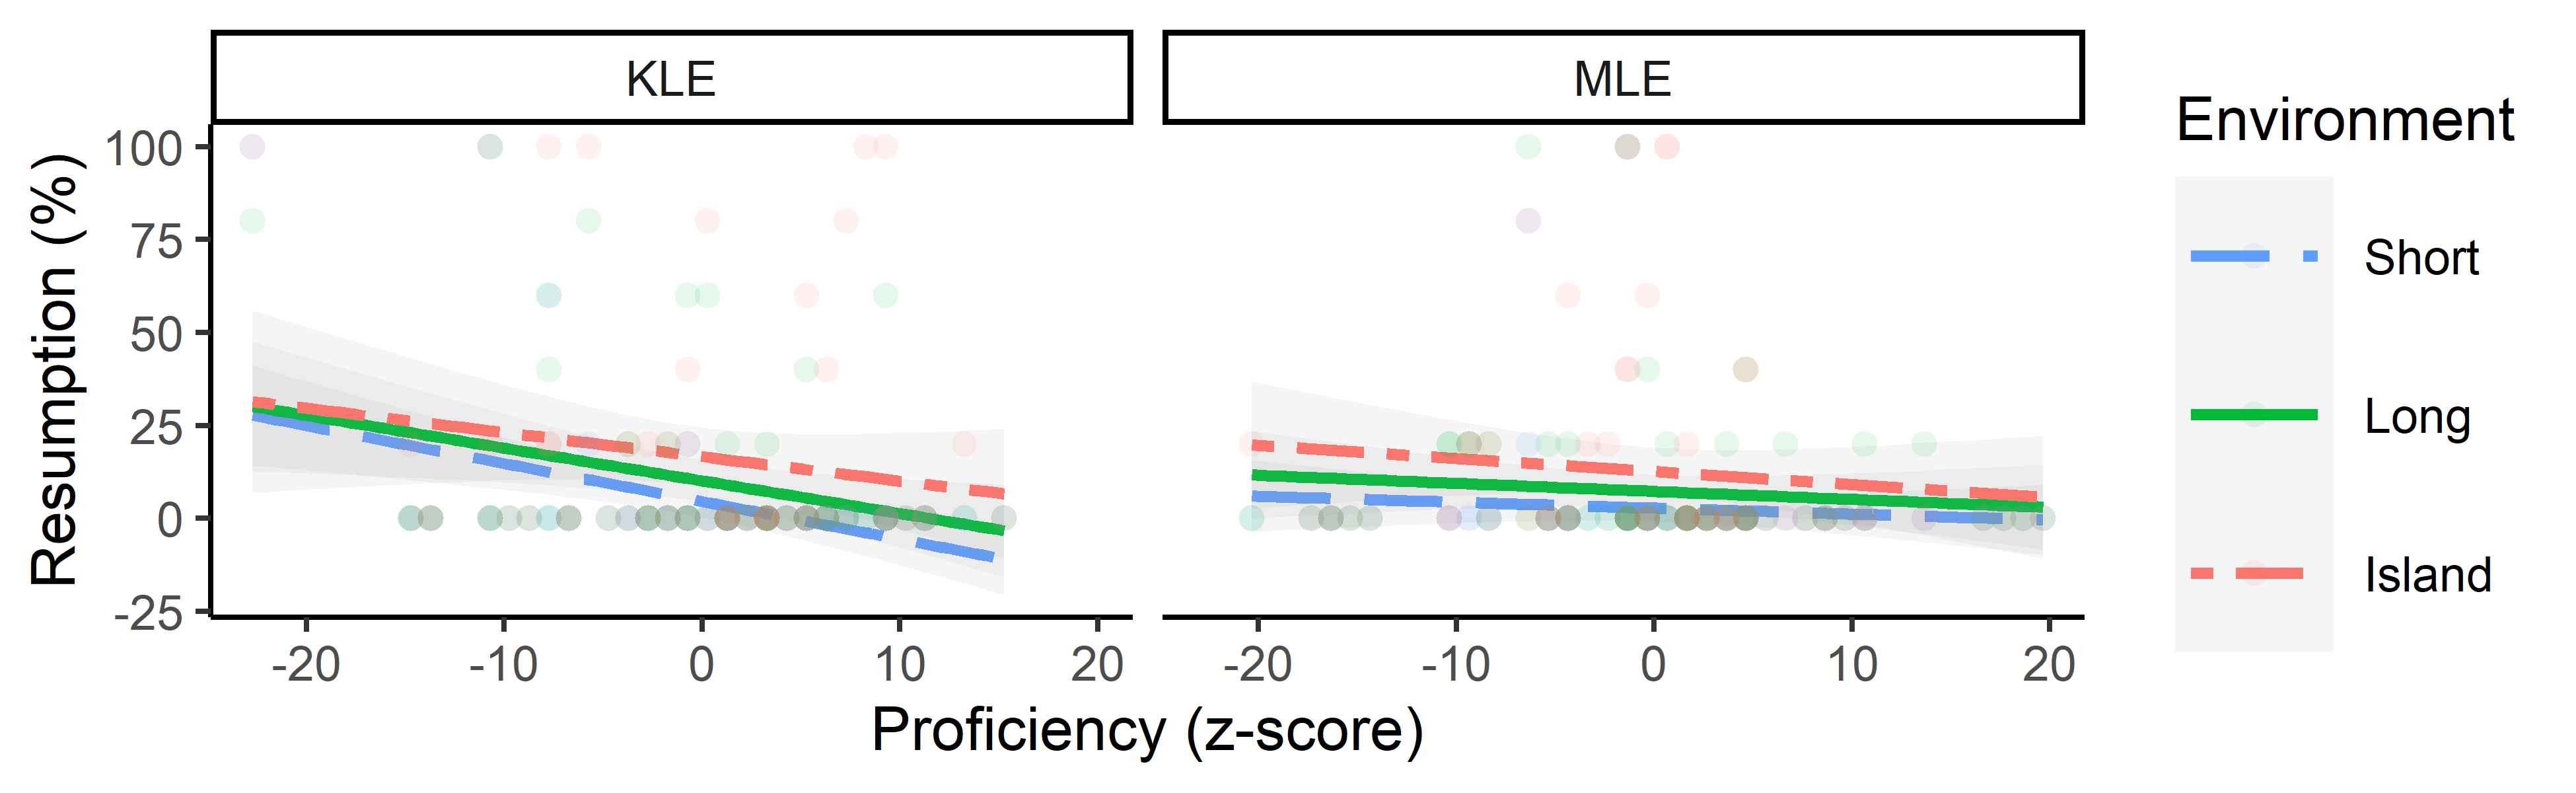 KLE
MLE
Resumption (%)
100
75
50
25
0
-25
-20 -10 0 10 20
-20 -10 0 10 20
Proficiency (z-score)
Environment
Short
Long
Island